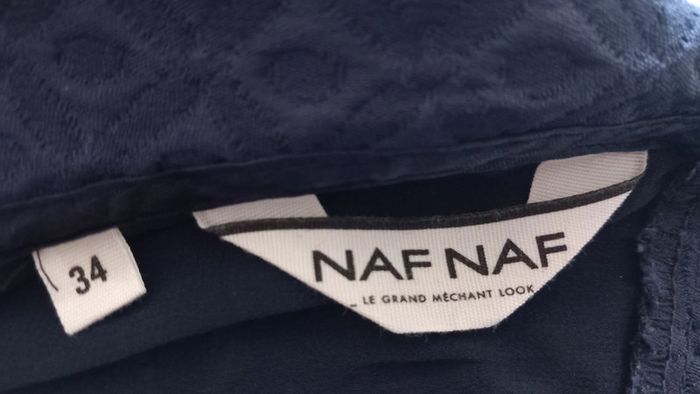 NAF NAF
LE GRAND MÉCHANT LOOK
34